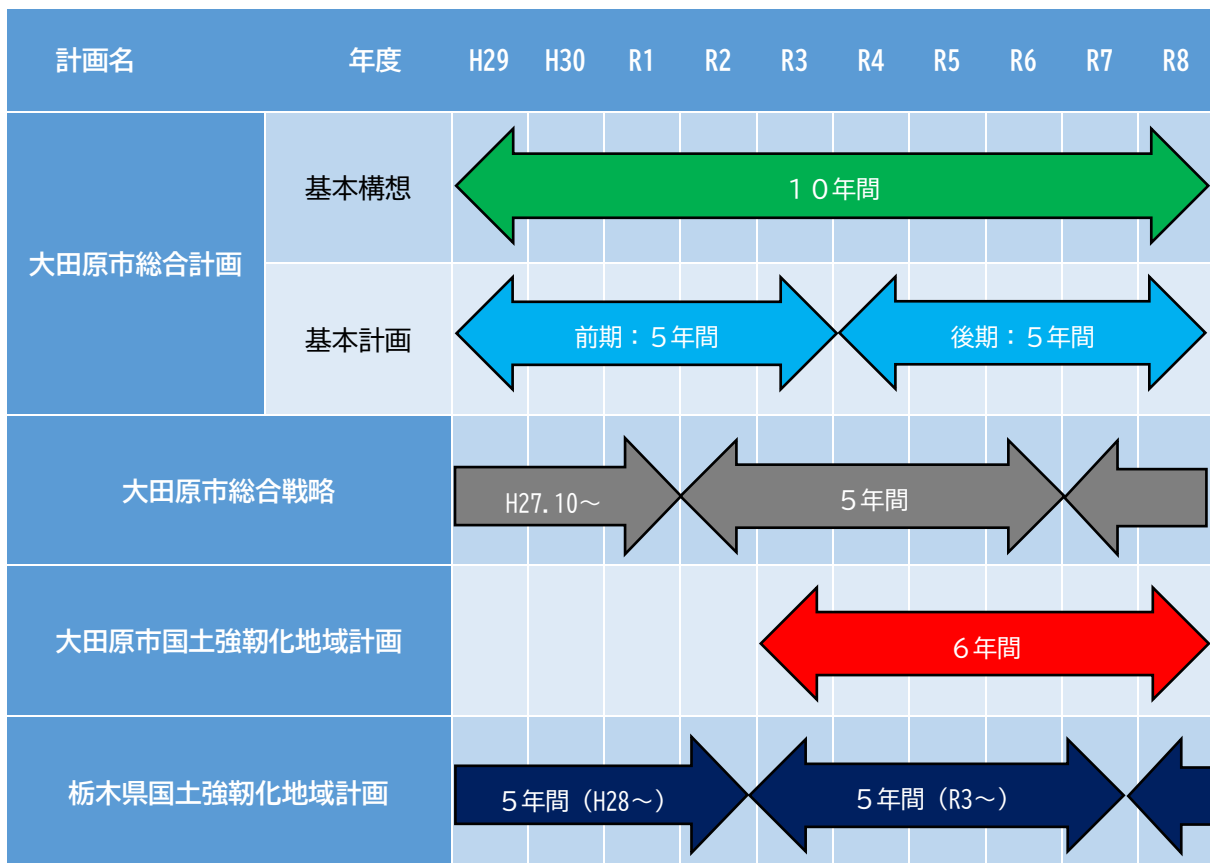 計画名 年度 H29 H30 R1 R2 R3 R4 R5 R6 R7 R8
大田原市総合計画
基本構想
１０年間
基本計画
前期：５年間
後期：５年間
大田原市総合戦略
H27.10～
５年間
大田原市国土強靭化地域計画
６年間
栃木県国土強靭化地域計画
５年間（H28～）
５年間（R3～）